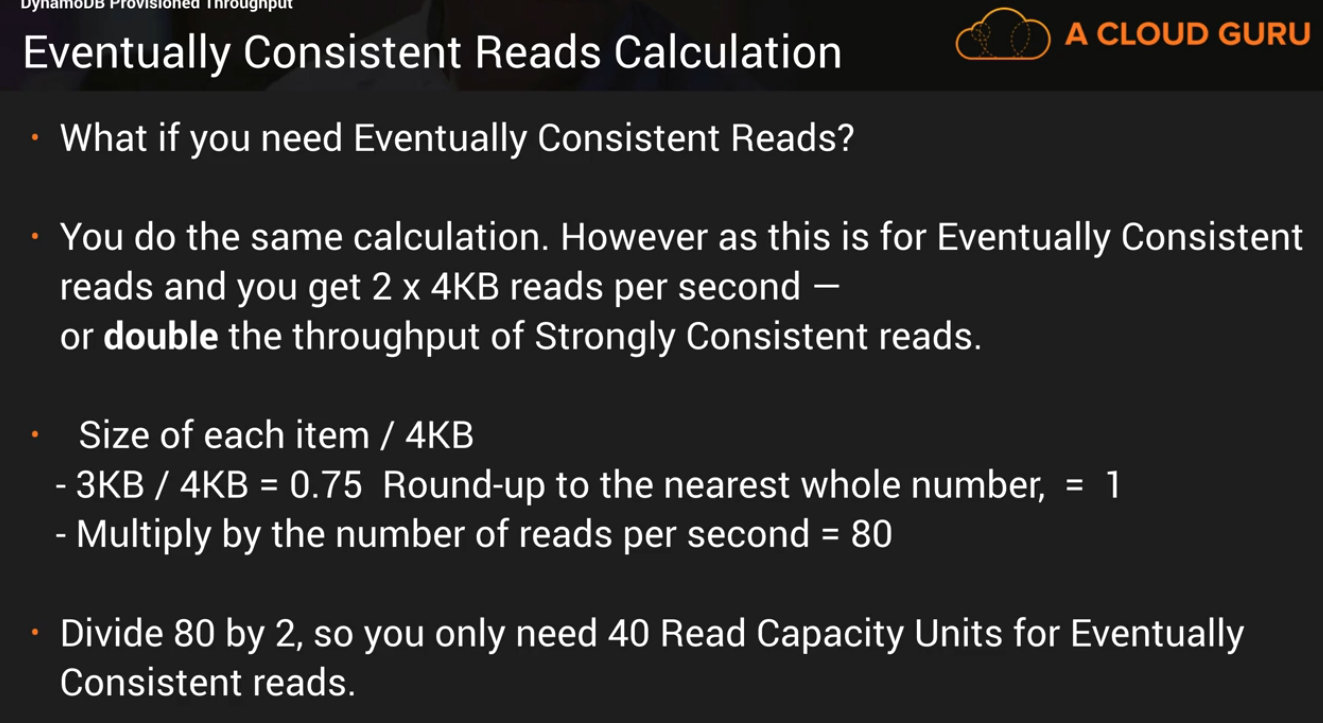 DynamoDB Provisioned Throughput
Eventually Consistent Reads Calculation
A CLOUD GURU
• What if you need Eventually Consistent Reads?
• You do the same calculation. However as this is for Eventually Consistent
reads and you get 2 x 4KB reads per second —
or double the throughput of Strongly Consistent reads.
• Size of each item / 4KB
- 3KB / 4KB = 0.75 Round-up to the nearest whole number, = 1
- Multiply by the number of reads per second = 80
• Divide 80 by 2, so you only need 40 Read Capacity Units for Eventually
Consistent reads.